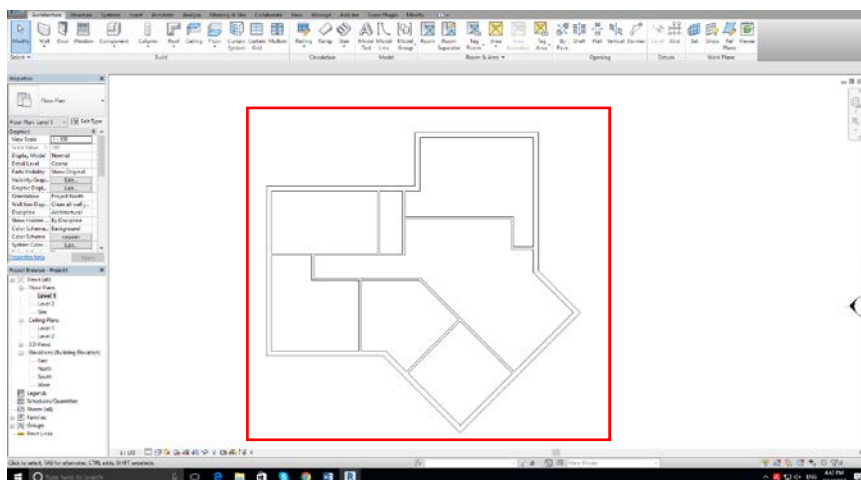 Architecture Structure Systems Insert Annotate Analyze Massing & Site Collaborate View Manage Add-Ins Modify
Modify Wall Door Window Component Column Roof Ceiling Floor Curtain System Curtain Grid Mullion Railing Ramp Stair Model Text Model Line Model Group Room Room Separator Tag Room Area Area Boundary Tag Area By Face Shaft Wall Vertical Dormer Level Grid Set Show Ref Plane Viewer
Select Build Circulation Model Room & Area Opening Datum Work Plane
Properties
Floor Plan
Floor Plan: Level 1 Edit Type
Graphics
View Scale 1 : 100
Display Model Normal
Detail Level Coarse
Parts Visibility Show Original
Visibility/Grap... Edit...
Graphic Displ... Edit...
Orientation Project North
Wall Join Disp... Clean all wall j...
Discipline Architectural
Show Hidden ... By Discipline
Color Scheme... Background
Color Scheme <none>
System Color ... Edit...
Properties help Apply
Project Browser - Project1
Views (all)
Floor Plans
Level 1
Level 2
Site
Ceiling Plans
Level 1
Level 2
3D Views
Elevations (Building Elevation)
East
North
South
West
Legends
Schedules/Quantities
Sheets (all)
Families
Groups
Revit Links
1 : 100
Click to select, TAB for alternates, CTRL adds, SHIFT unselects.
Main Model
Type here to search
ENG